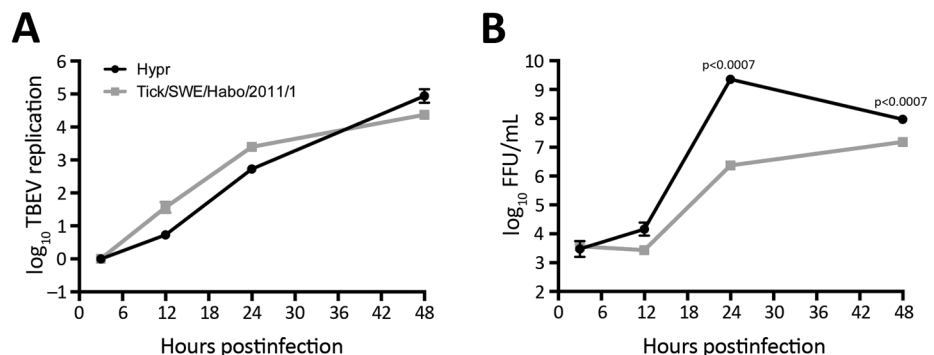 A
log10 TBEV replication
6
5
4
3
2
1
0
–1
Hypr
Tick/SWE/Habo/2011/1
0 6 12 18 24 30 36 42 48
Hours postinfection
B
log10 FFU/mL
10
9
8
7
6
5
4
3
2
p<0.0007
p<0.0007
0 6 12 18 24 30 36 42 48
Hours postinfection